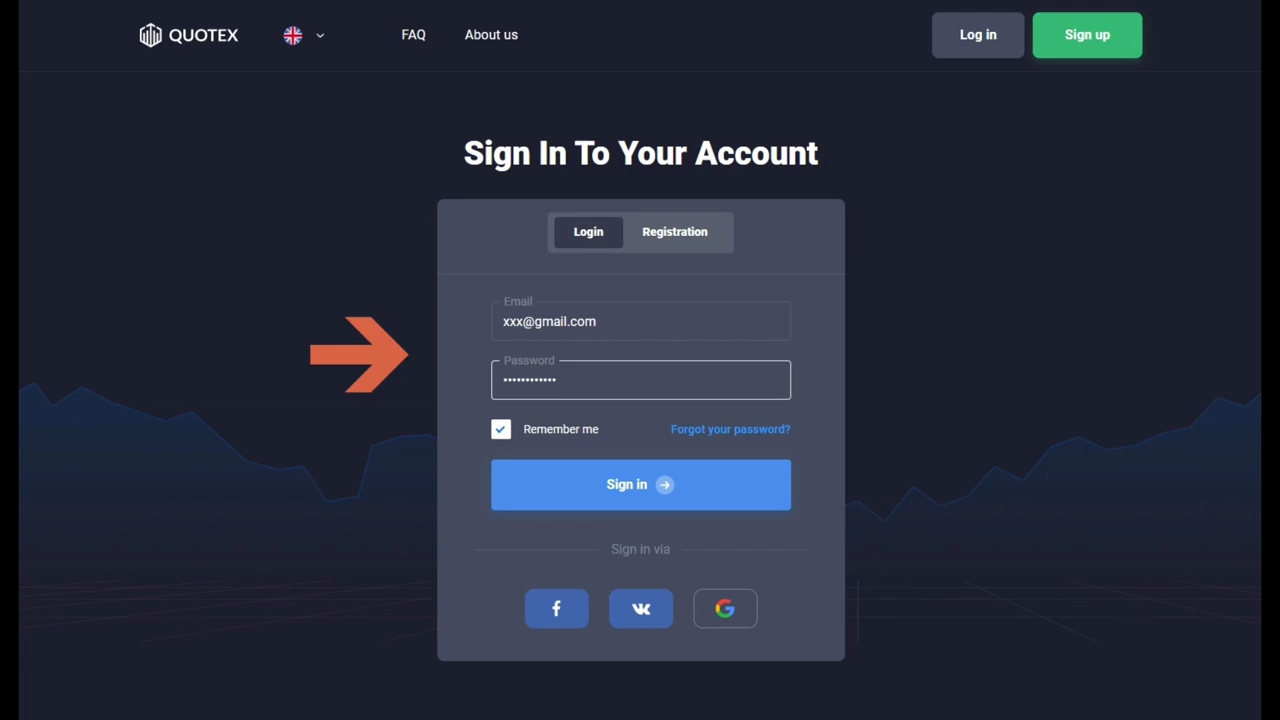 QUOTEX
FAQ
About us
Log in
Sign up
Sign In To Your Account
Login
Registration
Email
xxx@gmail.com
Password
••••••••••••
Remember me
Forgot your password?
Sign in
Sign in via